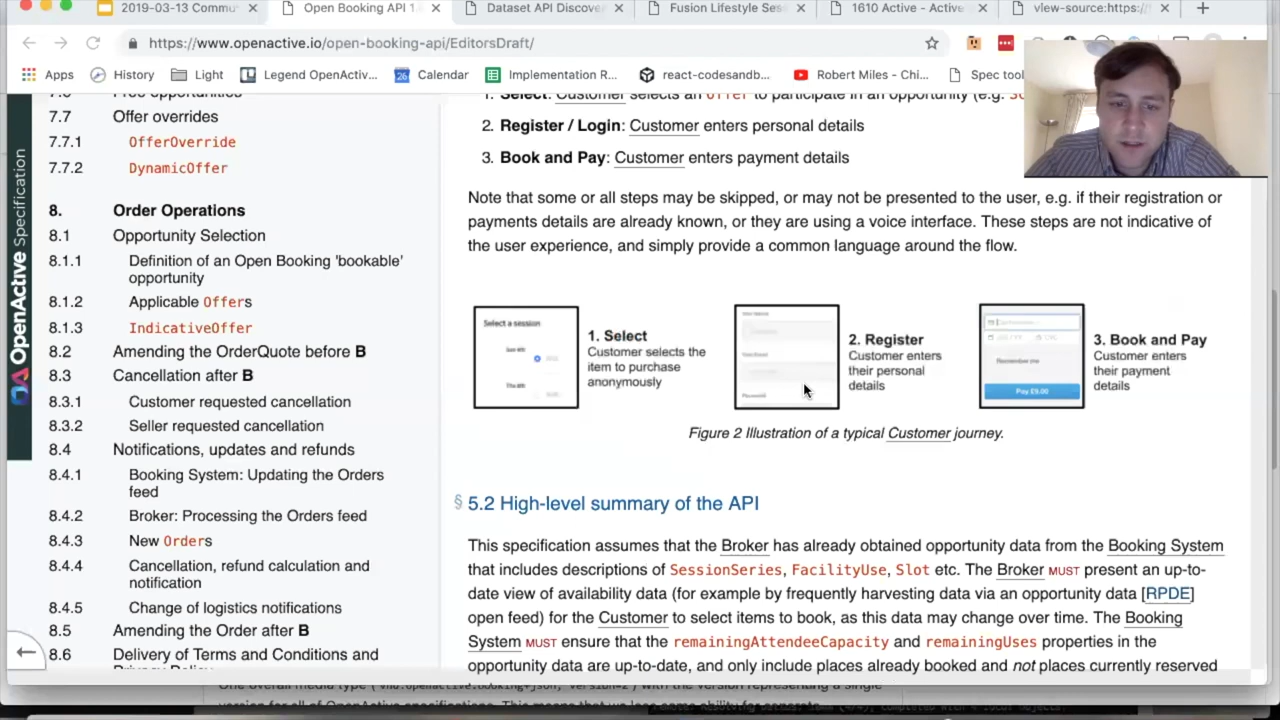 2019-03-13 Commu
Open Booking API 1
Dataset API Discov
Fusion Lifestyle Ses
1610 Active - Active
view-source:https://
https://www.openactive.io/open-booking-api/EditorsDraft/
Apps
History
Light
Legend OpenActiv...
Calendar
Implementation R...
react-codesandb...
Robert Miles - Chi...
Spec tool
OpenActive Specification
Free opportunities
7.7 Offer overrides
7.7.1 OfferOverride
7.7.2 DynamicOffer
8. Order Operations
8.1 Opportunity Selection
8.1.1 Definition of an Open Booking 'bookable'
opportunity
8.1.2 Applicable Offers
8.1.3 IndicativeOffer
8.2 Amending the OrderQuote before B
8.3 Cancellation after B
8.3.1 Customer requested cancellation
8.3.2 Seller requested cancellation
8.4 Notifications, updates and refunds
8.4.1 Booking System: Updating the Orders
feed
8.4.2 Broker: Processing the Orders feed
8.4.3 New Orders
8.4.4 Cancellation, refund calculation and
notification
8.4.5 Change of logistics notifications
8.5 Amending the Order after B
8.6 Delivery of Terms and Conditions and
Privacy Policy
1. Select: Customer selects an Offer to participate in an opportunity (e.g.
2. Register / Login: Customer enters personal details
3. Book and Pay: Customer enters payment details
Note that some or all steps may be skipped, or may not be presented to the user, e.g. if their registration or
payments details are already known, or they are using a voice interface. These steps are not indicative of
the user experience, and simply provide a common language around the flow.
Select a session
1. Select
Customer selects the
item to purchase
anonymously
2. Register
Customer enters
their personal
details
Remember me
Pay £5.00
3. Book and Pay
Customer enters
their payment
details
Figure 2 Illustration of a typical Customer journey.
§ 5.2 High-level summary of the API
This specification assumes that the Broker has already obtained opportunity data from the Booking System
that includes descriptions of SessionSeries, FacilityUse, Slot etc. The Broker MUST present an up-to-
date view of availability data (for example by frequently harvesting data via an opportunity data [RPDE]
open feed) for the Customer to select items to book, as this data may change over time. The Booking
System MUST ensure that the remainingAttendeeCapacity and remainingUses properties in the
opportunity data are up-to-date, and only include places already booked and not places currently reserved